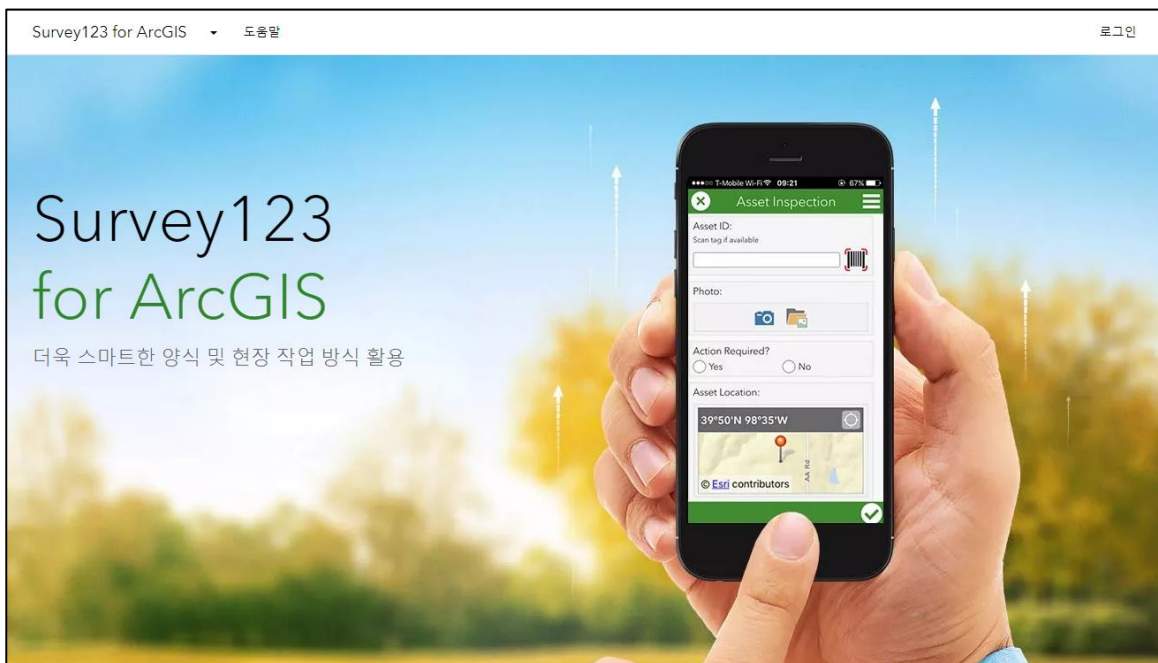 Survey123 for ArcGIS 도움말 로그인
Survey123
for ArcGIS
더욱 스마트한 양식 및 현장 작업 방식 활용
T-Mobile Wi-Fi 09:21 67%
Asset Inspection
Asset ID:
Scan tag if available
Photo:
Action Required?
Yes No
Asset Location:
39°50'N 98°35'W
AA Rd
© Esri contributors